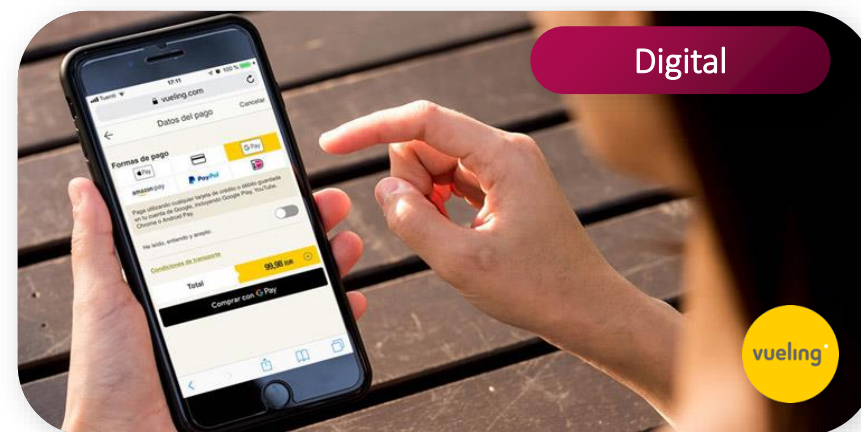 Digital
Tuenti
17:11
100 %
vueling.com
Datos del pago
Cancelar
Formas de pago
Pay
G Pay
amazon pay
PayPal
Paga utilizando cualquier tarjeta de crédito o débito guardada
en tu cuenta de Google, incluyendo Google Play, YouTube,
Chrome o Android Pay.
He leído, entiendo y acepto:
Condiciones de transporte
Total
99,98 EUR
Comprar con G Pay
vueling